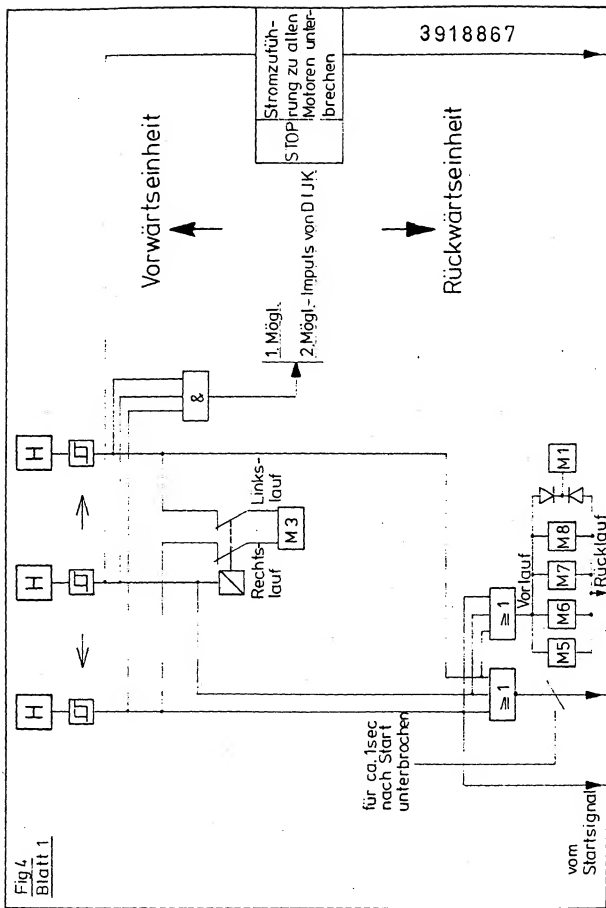 Fig 4
Blatt 1
3918867
H
H
H
STOP
Stromzufüh-
rung zu allen
Motoren unter-
brechen
Vorwärtseinheit
Rückwärtseinheit
1. Mögl.
2. Mögl.- Impuls von D I J K
&
Links-
lauf
Rechts-
lauf
M 3
≥1
≥1
Vorlauf
Rücklauf
M5
M6
M7
M8
M1
für ca. 1sec
nach Start
unterbrochen
vom
Startsignal